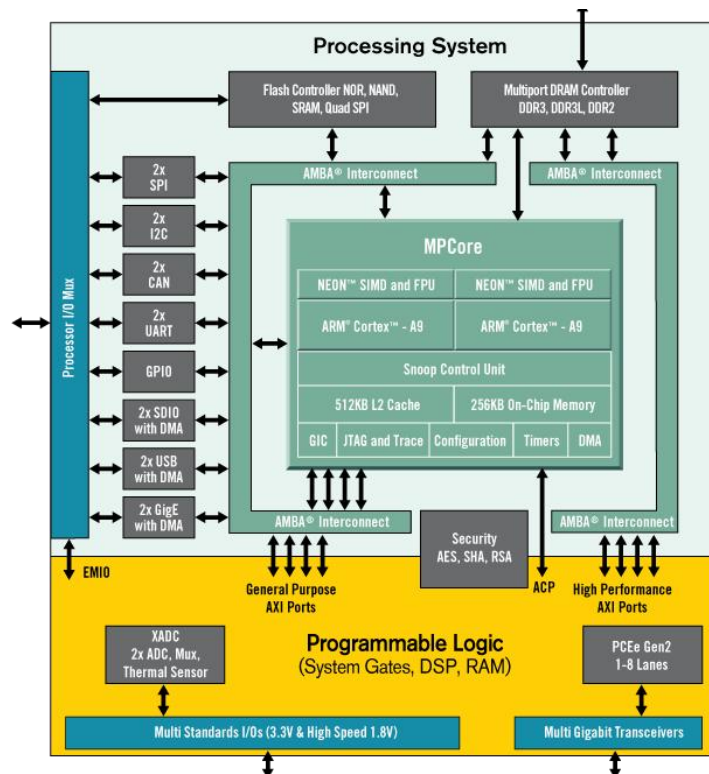 Processing System
Flash Controller NOR, NAND,
SRAM, Quad SPI
Multiport DRAM Controller
DDR3, DDR3L, DDR2
AMBA® Interconnect
AMBA® Interconnect
Processor I/O Mux
2x
SPI
2x
I2C
2x
CAN
2x
UART
GPIO
2x SDIO
with DMA
2x USB
with DMA
2x GigE
with DMA
MPCore
NEON™ SIMD and FPU
NEON™ SIMD and FPU
ARM® Cortex™ - A9
ARM® Cortex™ - A9
Snoop Control Unit
512KB L2 Cache
256KB On-Chip Memory
GIC
JTAG and Trace
Configuration
Timers
DMA
AMBA® Interconnect
AMBA® Interconnect
Security
AES, SHA, RSA
EMIO
General Purpose
AXI Ports
ACP
High Performance
AXI Ports
XADC
2x ADC, Mux,
Thermal Sensor
Programmable Logic
(System Gates, DSP, RAM)
PCEe Gen2
1-8 Lanes
Multi Standards I/Os (3.3V & High Speed 1.8V)
Multi Gigabit Transceivers